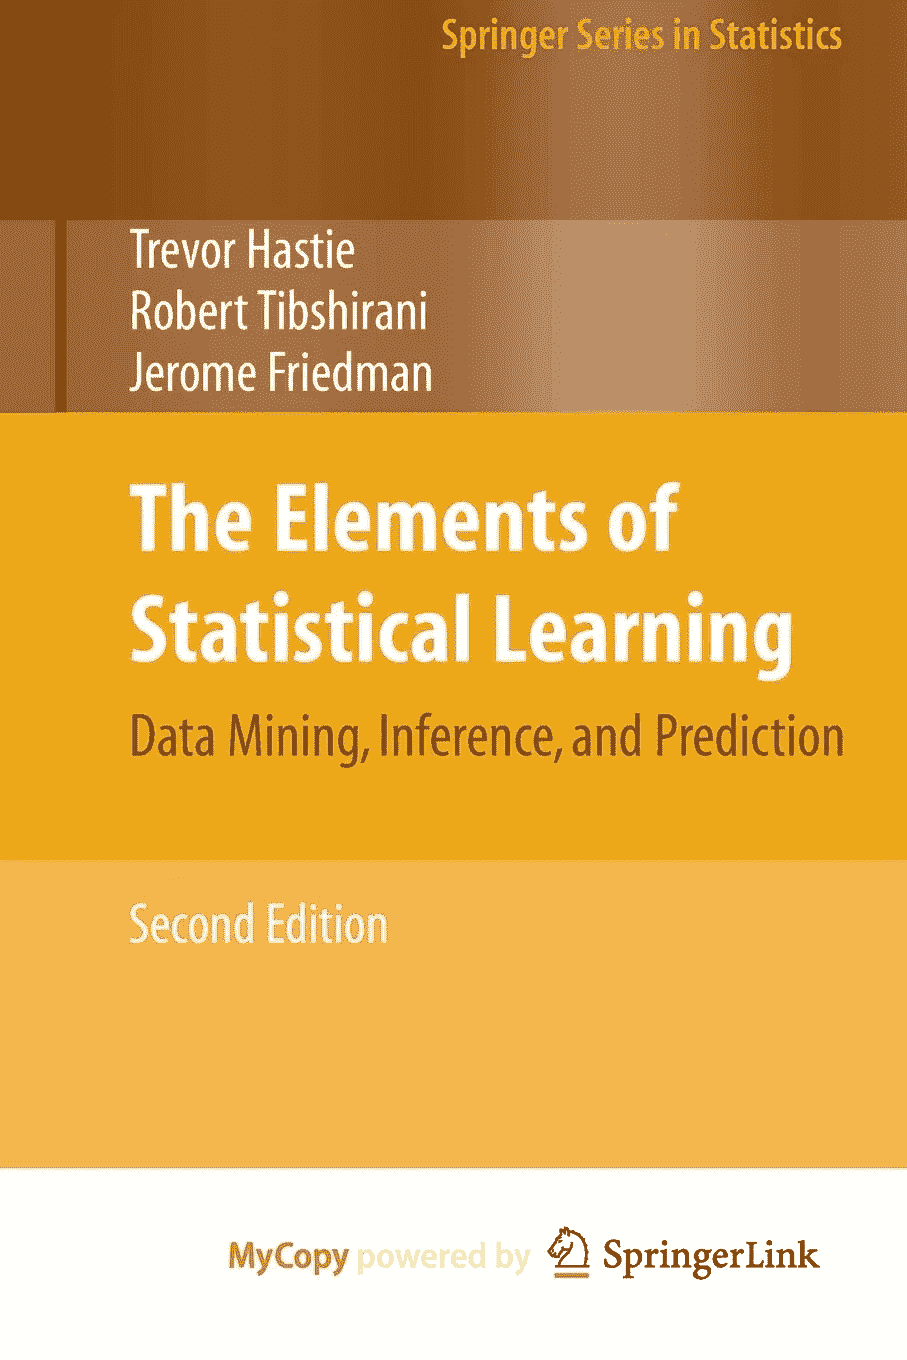 Springer Series in Statistics
Trevor Hastie
Robert Tibshirani
Jerome Friedman
The Elements of
Statistical Learning
Data Mining, Inference, and Prediction
Second Edition
MyCopy powered by SpringerLink